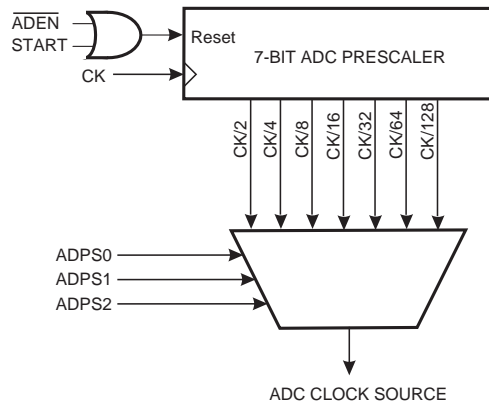 ADEN
START
Reset
7-BIT ADC PRESCALER
CK
CK/2
CK/4
CK/8
CK/16
CK/32
CK/64
CK/128
ADPS0
ADPS1
ADPS2
ADC CLOCK SOURCE